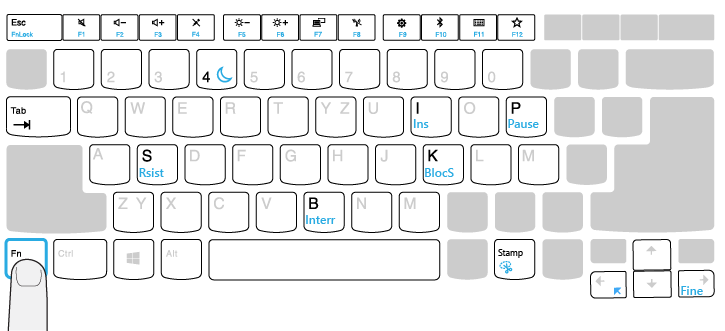 Esc
FnLock F1 F2 F3 F4 F5 F6 F7 F8 F9 F10 F11 F12
1 2 3 4 5 6 7 8 9 0
Tab Q W E R T Y Z U I O P
Ins Pause
A S D F G H J K L M
Rsist BlocS
Z Y X C V B N M
Interr
Fn Ctrl Alt Stamp
Fine